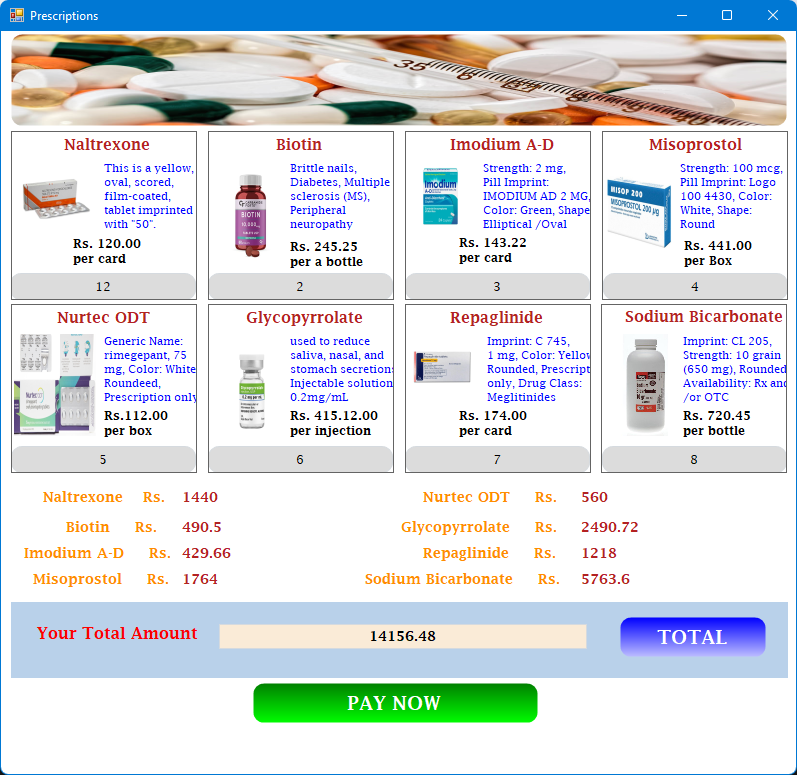 Prescriptions
35
Naltrexone
This is a yellow,
oval, scored,
film-coated,
tablet imprinted
with "50".
Rs. 120.00
per card
12
Biotin
BIOTIN
Brittle nails,
Diabetes, Multiple
sclerosis (MS),
Peripheral
neuropathy
Rs. 245.25
per a bottle
2
Imodium A-D
Imodium
Strength: 2 mg,
Pill Imprint:
IMODIUM AD 2 MG,
Color: Green, Shape
Elliptical /Oval
Rs. 143.22
per card
3
Misoprostol
MISOP 200
MISOPROSTOL 200 µg
Strength: 100 mcg,
Pill Imprint: Logo
100 4430, Color:
White, Shape:
Round
Rs. 441.00
per Box
4
Nurtec ODT
Generic Name:
rimegepant, 75
mg, Color: White
Roundeed,
Prescription only
Rs.112.00
per box
5
Glycopyrrolate
used to reduce
saliva, nasal, and
stomach secretions
Injectable solution
0.2mg/mL
Rs. 415.12.00
per injection
6
Repaglinide
Imprint: C 745,
1 mg, Color: Yellow
Rounded, Prescript
only, Drug Class:
Meglitinides
Rs. 174.00
per card
7
Sodium Bicarbonate
Imprint: CL 205,
Strength: 10 grain
(650 mg), Rounded
Availability: Rx and
/or OTC
Rs. 720.45
per bottle
8
Naltrexone Rs. 1440
Nurtec ODT Rs. 560
Biotin Rs. 490.5
Glycopyrrolate Rs. 2490.72
Imodium A-D Rs. 429.66
Repaglinide Rs. 1218
Misoprostol Rs. 1764
Sodium Bicarbonate Rs. 5763.6
Your Total Amount 14156.48 TOTAL
PAY NOW